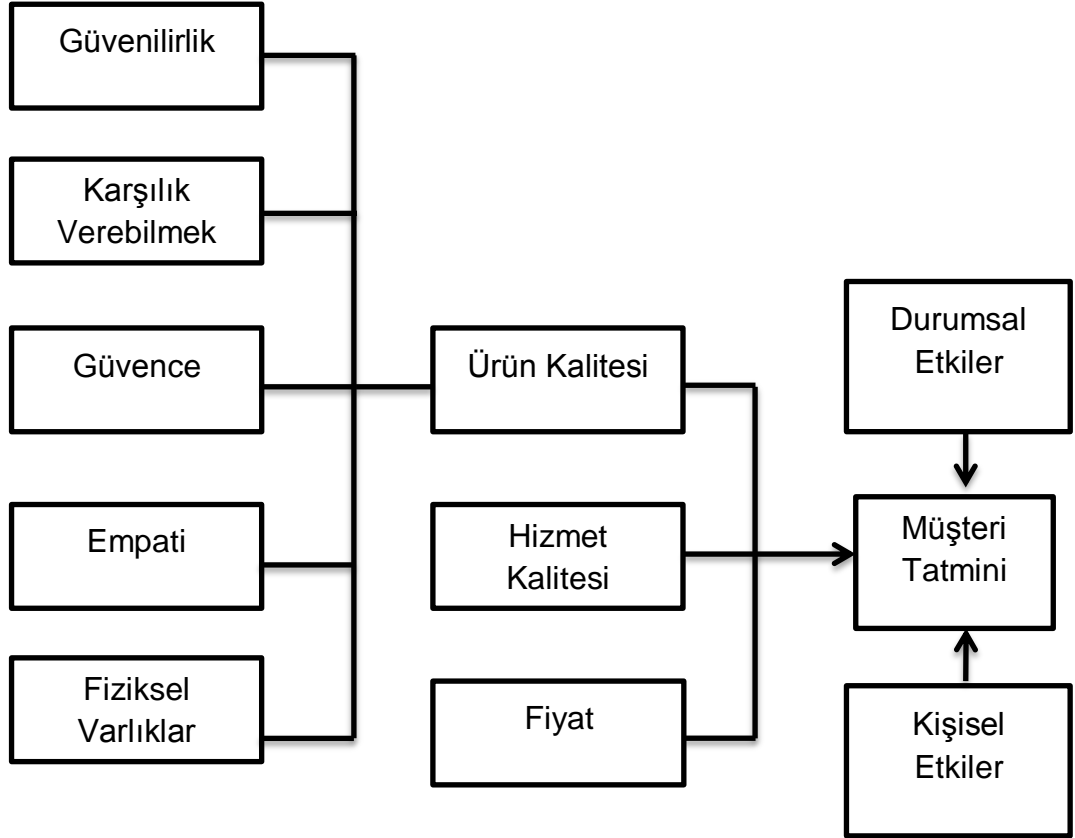 Güvenilirlik
Karşılık
Verebilmek
Güvence
Empati
Fiziksel
Varlıklar
Ürün Kalitesi
Hizmet
Kalitesi
Fiyat
Durumsal
Etkiler
Müşteri
Tatmini
Kişisel
Etkiler